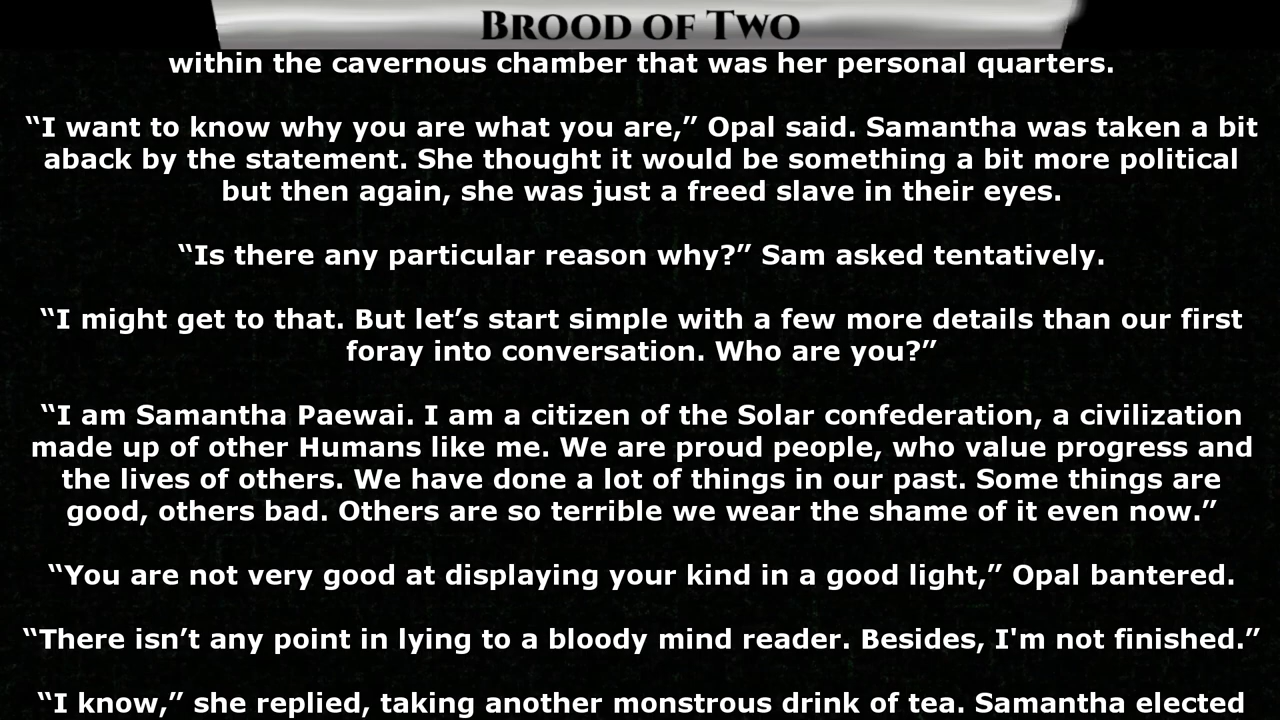 Brood of Two
within the cavernous chamber that was her personal quarters.
“I want to know why you are what you are,” Opal said. Samantha was taken a bit
aback by the statement. She thought it would be something a bit more political
but then again, she was just a freed slave in their eyes.
“Is there any particular reason why?” Sam asked tentatively.
“I might get to that. But let’s start simple with a few more details than our first
foray into conversation. Who are you?”
“I am Samantha Paewai. I am a citizen of the Solar confederation, a civilization
made up of other Humans like me. We are proud people, who value progress and
the lives of others. We have done a lot of things in our past. Some things are
good, others bad. Others are so terrible we wear the shame of it even now.”
“You are not very good at displaying your kind in a good light,” Opal bantered.
“There isn’t any point in lying to a bloody mind reader. Besides, I'm not finished.”
“I know,” she replied, taking another monstrous drink of tea. Samantha elected